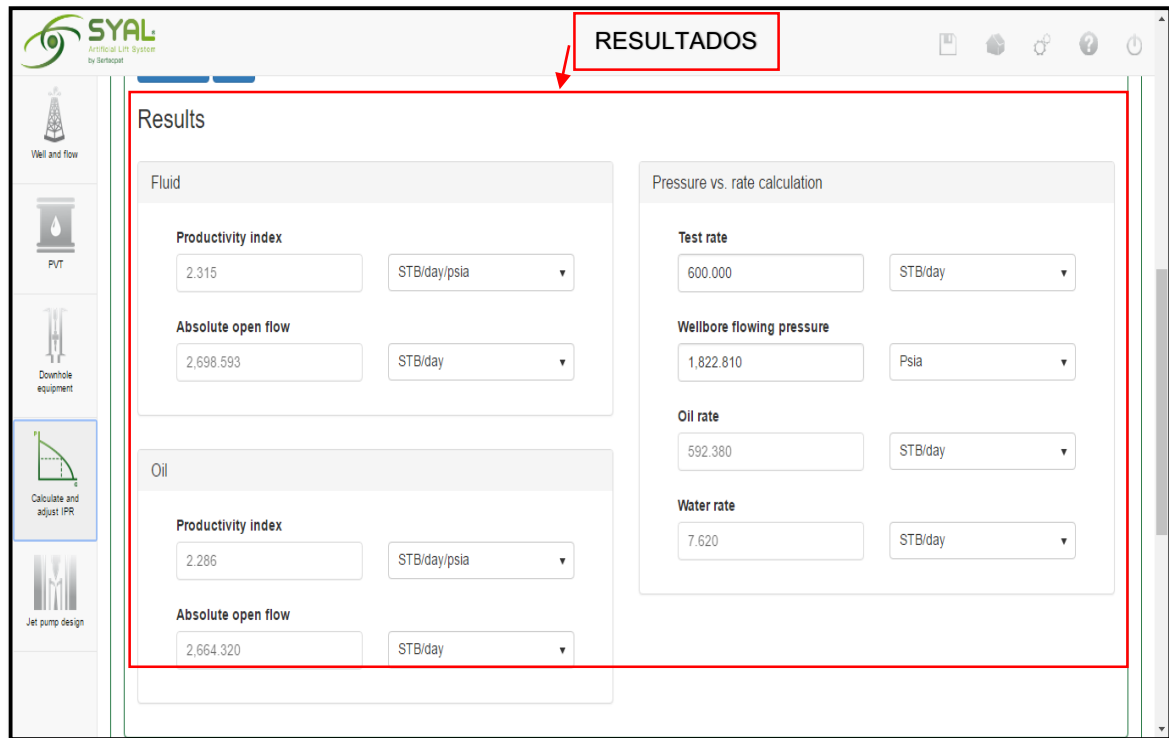 SYAL:
Artificial Lift System
by Sertecpet
RESULTADOS
Well and flow
PVT
Downhole
equipment
Calculate and
adjust IPR
Jet pump design
Results
Fluid
Productivity index
2.315 STB/day/psia
Absolute open flow
2,698.593 STB/day
Oil
Productivity index
2.286 STB/day/psia
Absolute open flow
2,664.320 STB/day
Pressure vs. rate calculation
Test rate
600.000 STB/day
Wellbore flowing pressure
1,822.810 Psia
Oil rate
592.380 STB/day
Water rate
7.620 STB/day